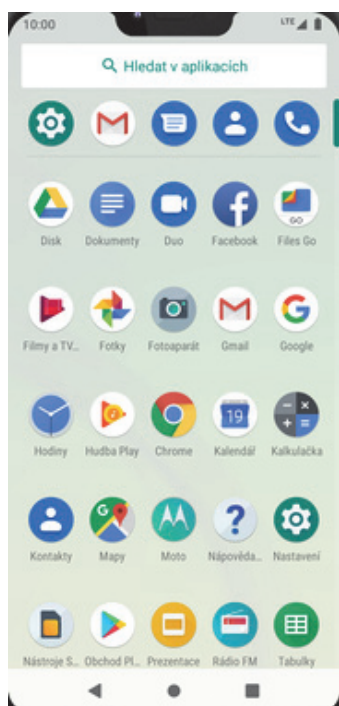 10:00 LTE
Hledat v aplikacích
Disk Dokumenty Duo Facebook Files Go
Filmy a TV... Fotky Fotoaparát Gmail Google
Hodiny Hudba Play Chrome Kalendář Kalkulačka
Kontakty Mapy Moto Nápověda... Nastavení
Nástroje S... Obchod Pl... Prezentace Rádio FM Tabulky